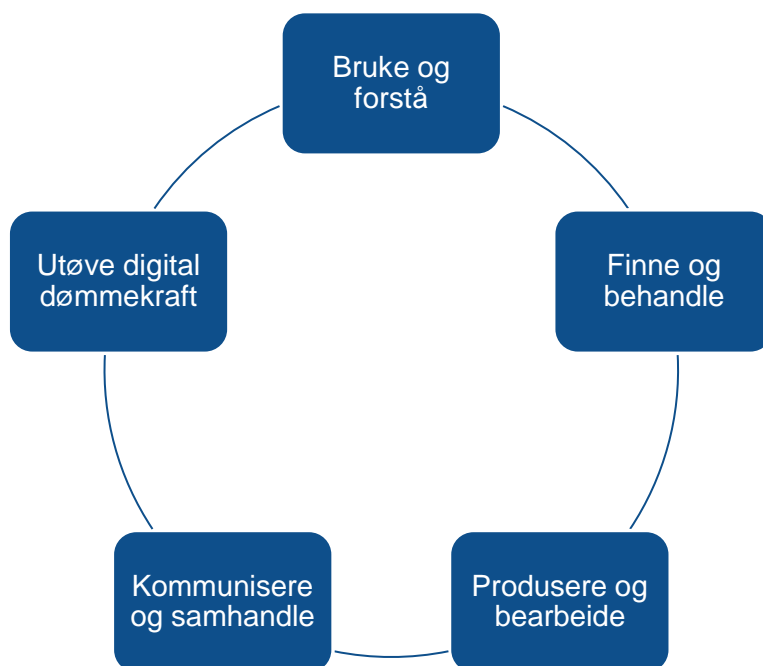 Bruke og
forstå
Finne og
behandle
Produsere og
bearbeide
Kommunisere
og samhandle
Utøve digital
dømmekraft